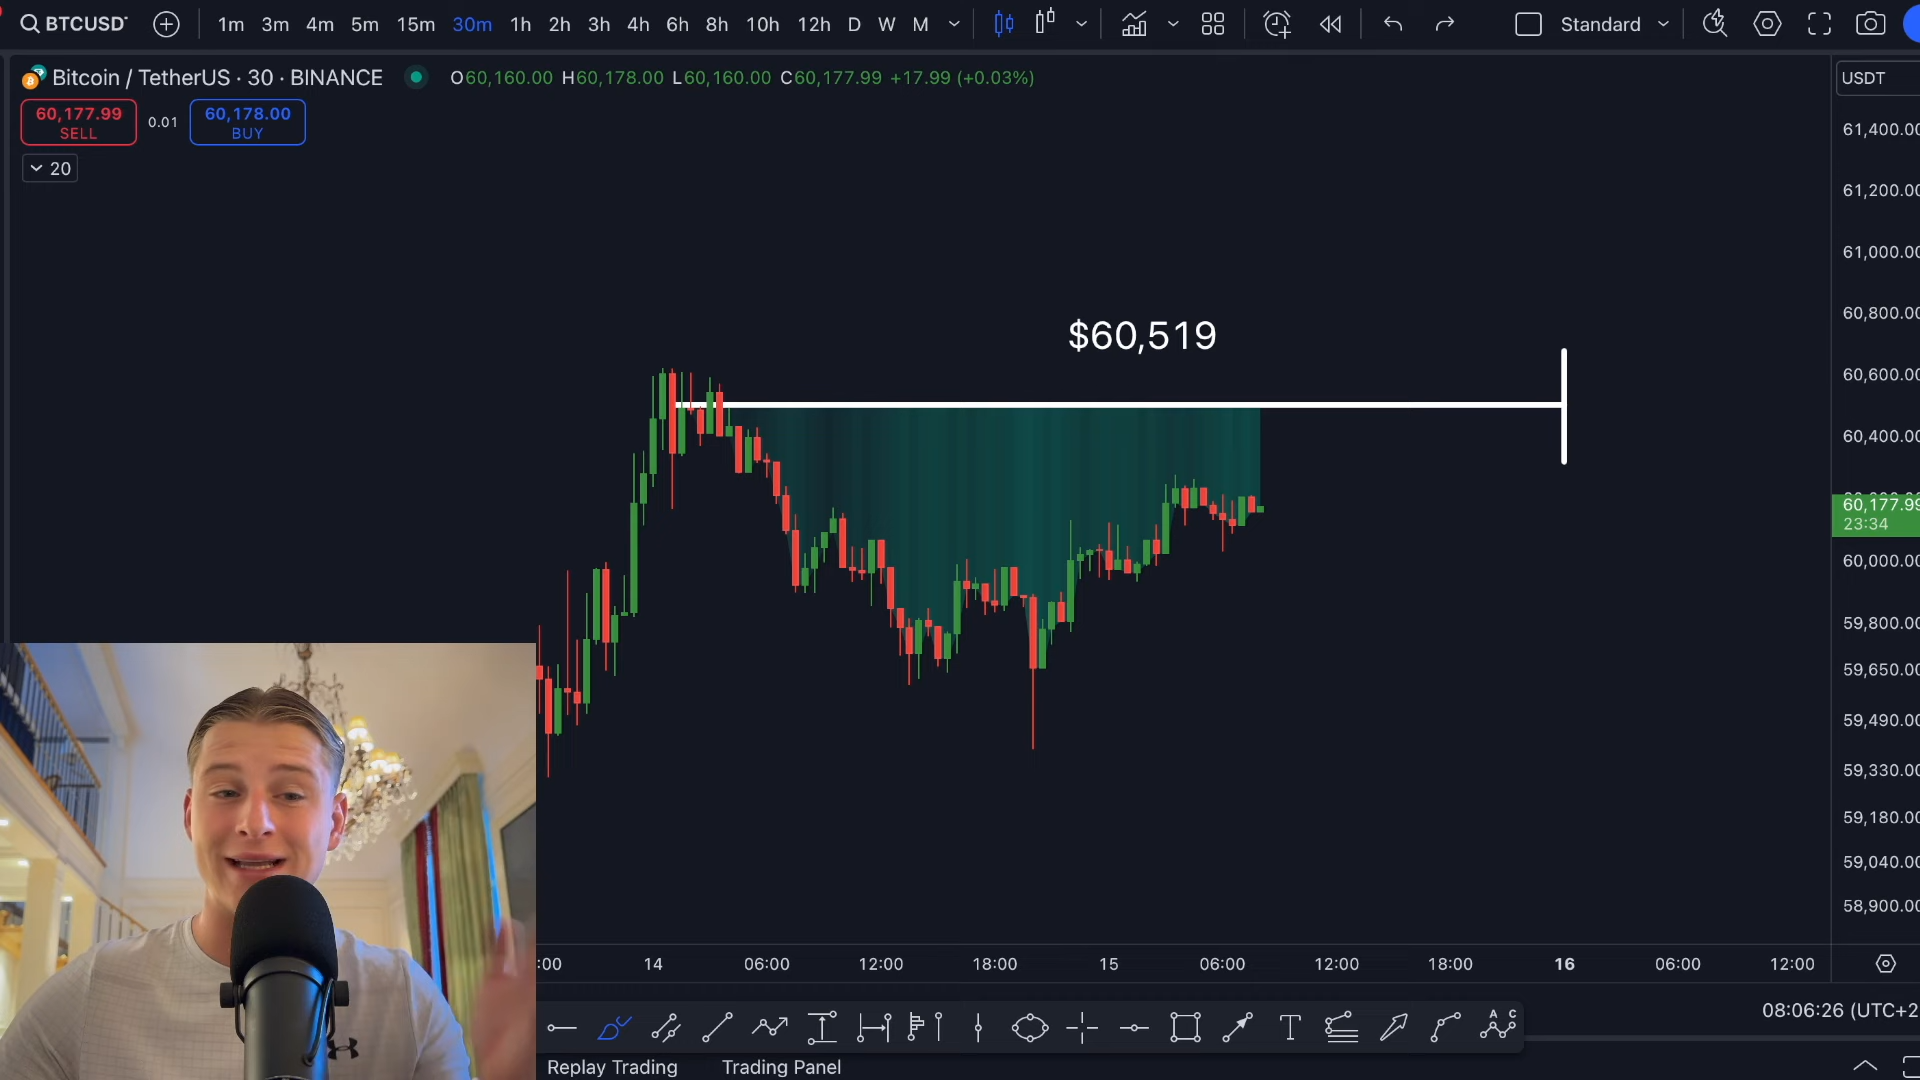 BTCUSD 1m 3m 4m 5m 15m 30m 1h 2h 3h 4h 6h 8h 10h 12h D W M Standard
Bitcoin / TetherUS · 30 · BINANCE O60,160.00 H60,178.00 L60,160.00 C60,177.99 +17.99 (+0.03%) USDT
60,177.99 0.01 60,178.00
SELL BUY
20
61,400.00
61,200.00
61,000.00
60,800.00
$60,519
60,600.00
60,400.00
60,177.99
23:34
60,000.00
59,800.00
59,650.00
59,490.00
59,330.00
59,180.00
59,040.00
58,900.00
:00 14 06:00 12:00 18:00 15 06:00 12:00 18:00 16 06:00 12:00
08:06:26 (UTC+2
A C
Replay Trading Trading Panel